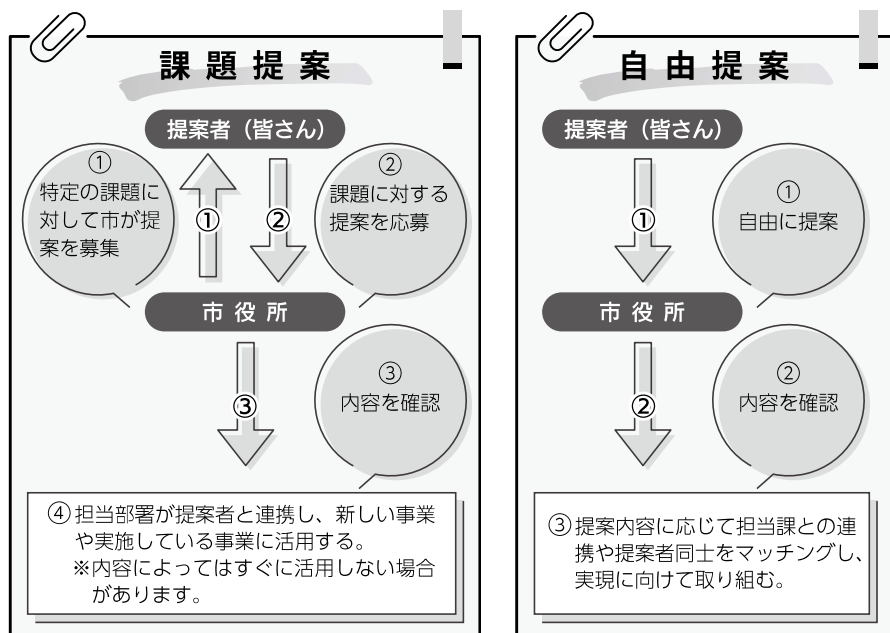 課題提案
提案者（皆さん）
①
特定の課題に
対して市が提
案を募集
①
②
②
課題に対する
提案を応募
市役所
③
③
内容を確認
④担当部署が提案者と連携し、新しい事業
や実施している事業に活用する。
※内容によってはすぐに活用しない場合
があります。
自由提案
提案者（皆さん）
①
①
自由に提案
市役所
②
②
内容を確認
③提案内容に応じて担当課との連
携や提案者同士をマッチングし、
実現に向けて取り組む。